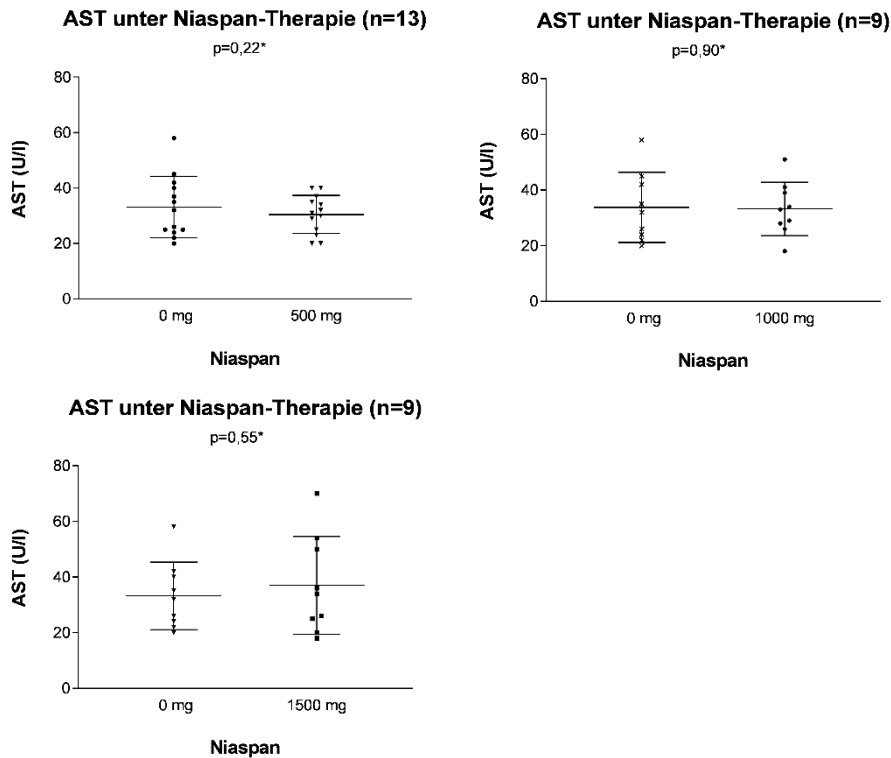 AST unter Niaspan-Therapie (n=13)
p=0,22*
80
60
40
20
0
AST (U/l)
0 mg
500 mg
Niaspan
AST unter Niaspan-Therapie (n=9)
p=0,90*
80
60
40
20
0
AST (U/l)
0 mg
1000 mg
Niaspan
AST unter Niaspan-Therapie (n=9)
p=0,55*
80
60
40
20
0
AST (U/l)
0 mg
1500 mg
Niaspan